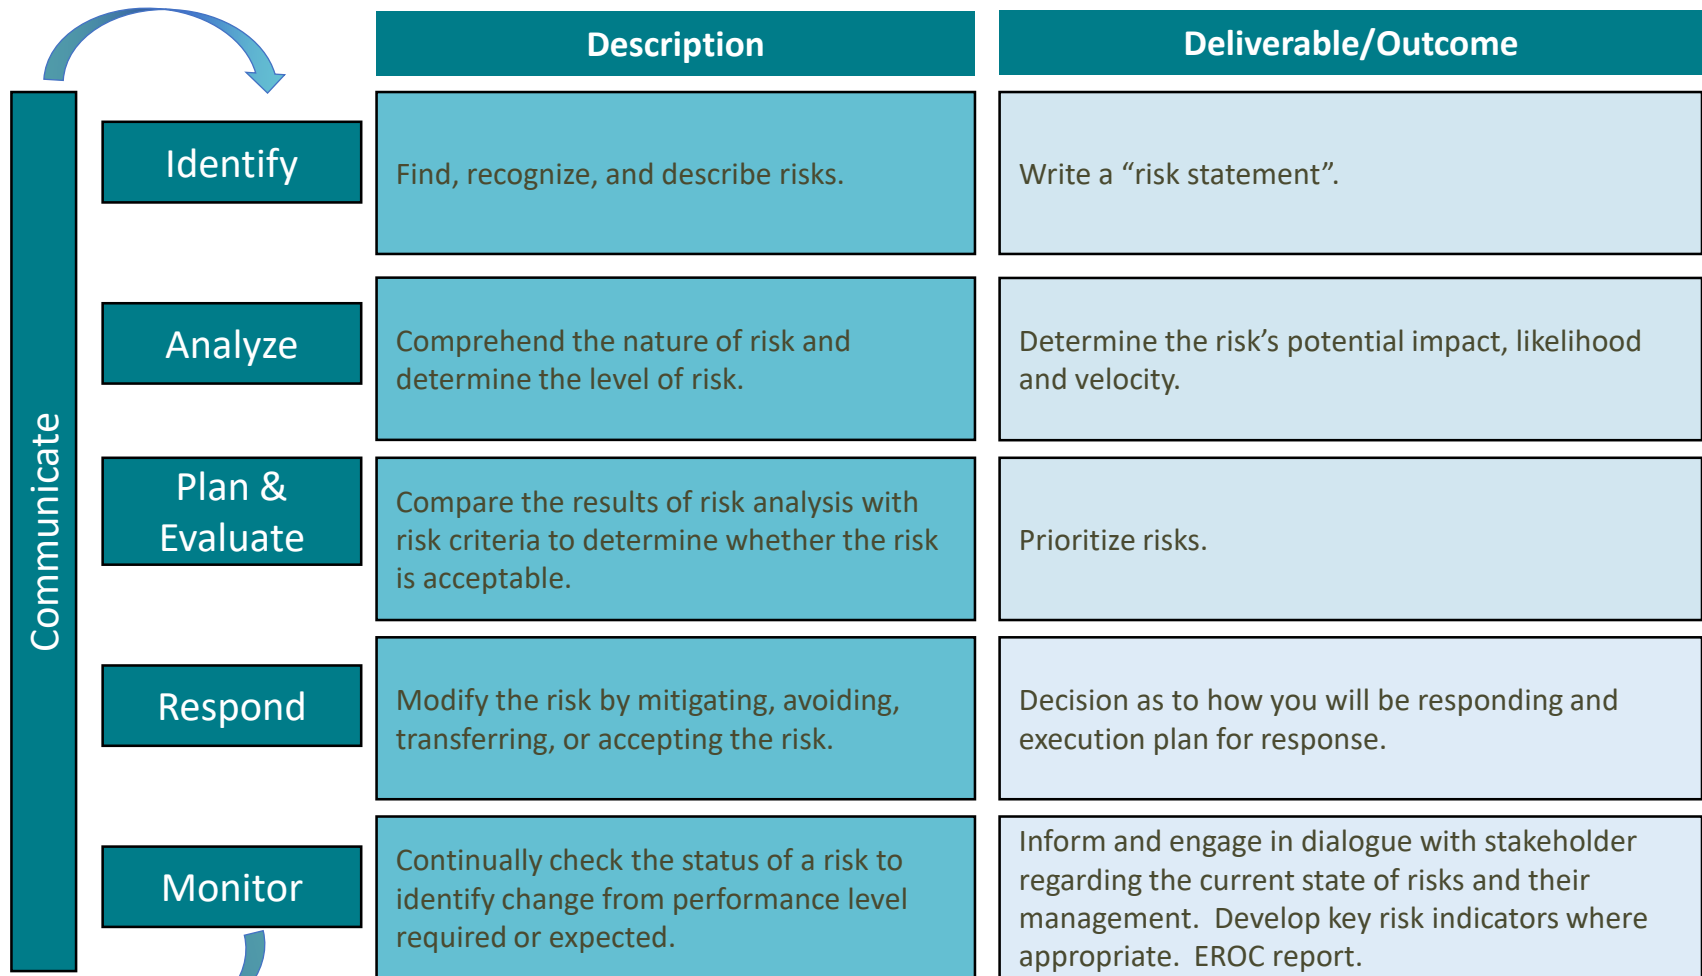 Description
Deliverable/Outcome
Communicate
Identify
Find, recognize, and describe risks.
Write a “risk statement”.
Analyze
Comprehend the nature of risk and
determine the level of risk.
Determine the risk’s potential impact, likelihood
and velocity.
Plan &
Evaluate
Compare the results of risk analysis with
risk criteria to determine whether the risk
is acceptable.
Prioritize risks.
Respond
Modify the risk by mitigating, avoiding,
transferring, or accepting the risk.
Decision as to how you will be responding and
execution plan for response.
Monitor
Continually check the status of a risk to
identify change from performance level
required or expected.
Inform and engage in dialogue with stakeholder
regarding the current state of risks and their
management.  Develop key risk indicators where
appropriate.  EROC report.